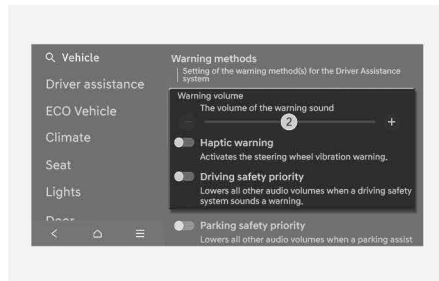 Vehicle
Driver assistance
ECO Vehicle
Climate
Seat
Lights
Door
Warning methods
Setting of the warning method(s) for the Driver Assistance
system
Warning volume
The volume of the warning sound
2
Haptic warning
Activates the steering wheel vibration warning.
Driving safety priority
Lowers all other audio volumes when a driving safety
system sounds a warning.
Parking safety priority
Lowers all other audio volumes when a parking assist